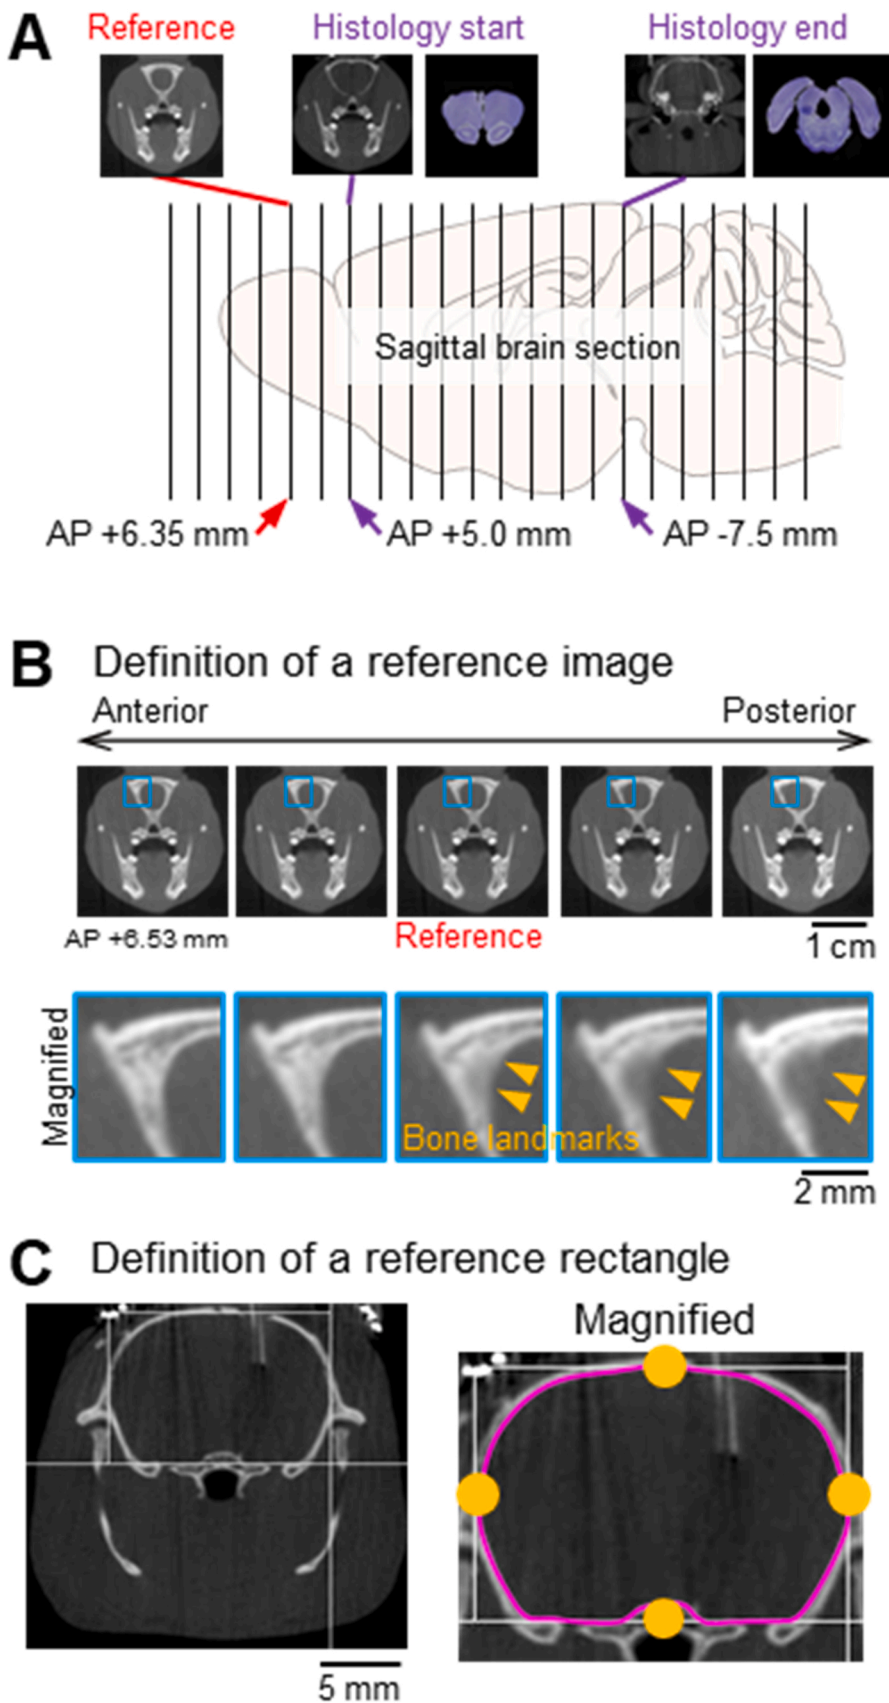 A
Reference
Histology start
Histology end
Sagittal brain section
AP +6.35 mm
AP +5.0 mm
AP -7.5 mm
B
Definition of a reference image
Anterior
Posterior
AP +6.53 mm
Reference
1 cm
Magnified
Bone landmarks
2 mm
C
Definition of a reference rectangle
Magnified
5 mm